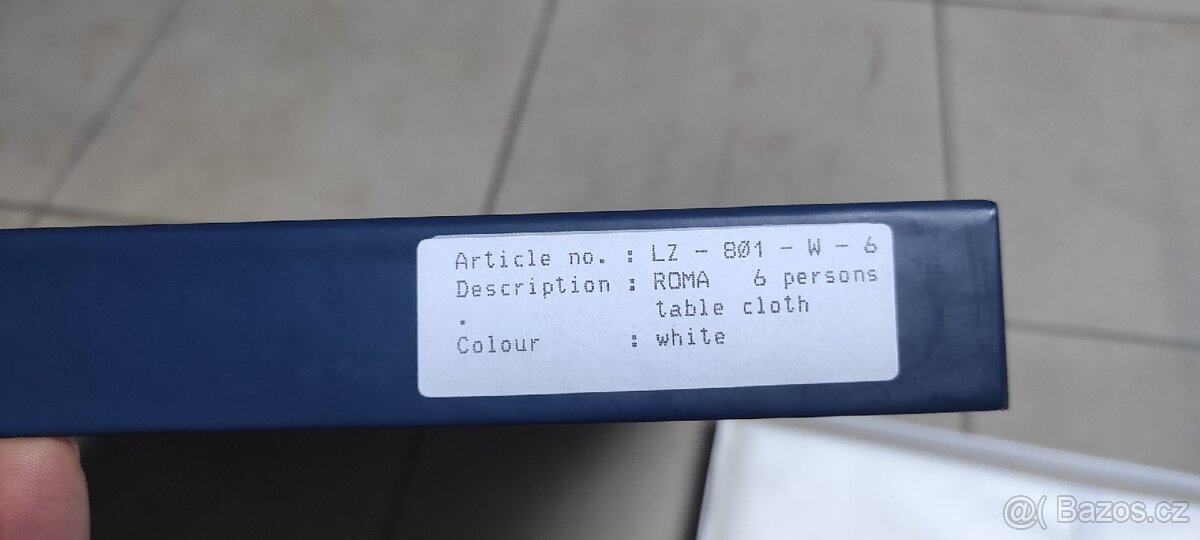 Article no. : LZ - 801 - W - 6
Description : ROMA 6 persons
. table cloth
Colour : white
@( Bazos.cz